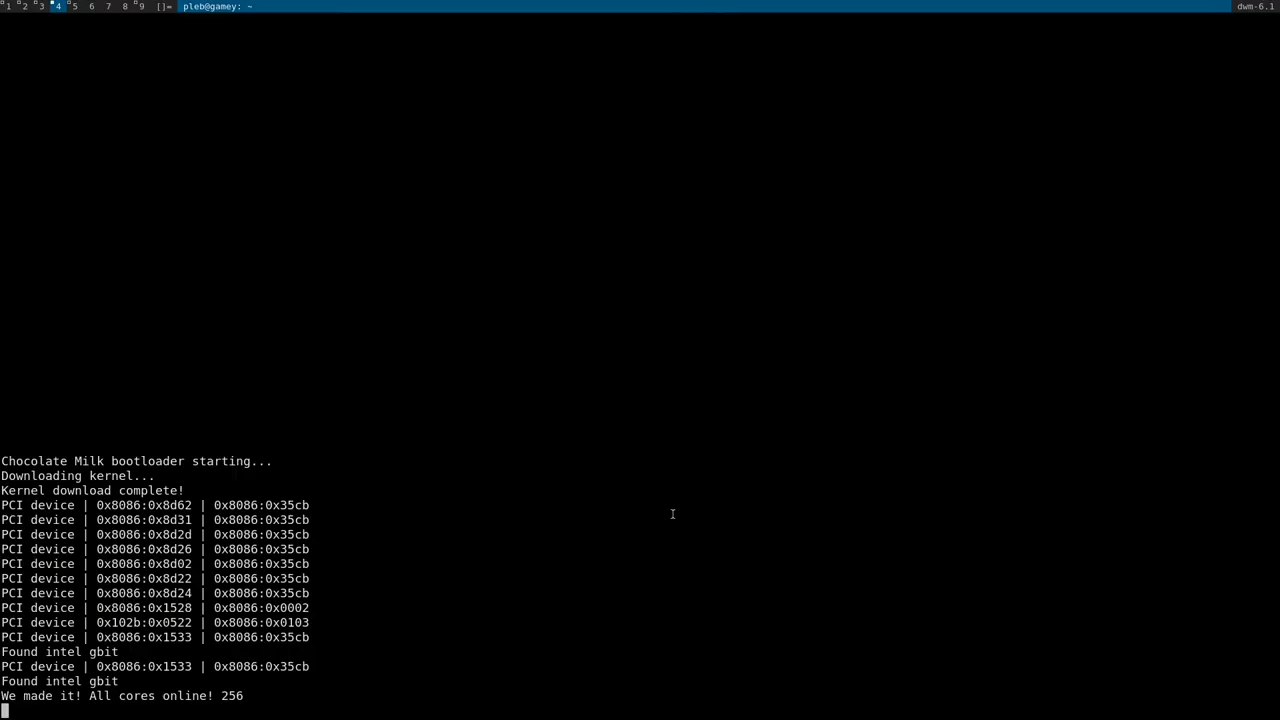 1 2 3 4 5 6 7 8 9 []= pleb@gamey: ~ dwm-6.1
Chocolate Milk bootloader starting...
Downloading kernel...
Kernel download complete!
PCI device | 0x8086:0x8d62 | 0x8086:0x35cb
PCI device | 0x8086:0x8d31 | 0x8086:0x35cb
PCI device | 0x8086:0x8d2d | 0x8086:0x35cb
PCI device | 0x8086:0x8d26 | 0x8086:0x35cb
PCI device | 0x8086:0x8d02 | 0x8086:0x35cb
PCI device | 0x8086:0x8d22 | 0x8086:0x35cb
PCI device | 0x8086:0x8d24 | 0x8086:0x35cb
PCI device | 0x8086:0x1528 | 0x8086:0x0002
PCI device | 0x102b:0x0522 | 0x8086:0x0103
PCI device | 0x8086:0x1533 | 0x8086:0x35cb
Found intel gbit
PCI device | 0x8086:0x1533 | 0x8086:0x35cb
Found intel gbit
We made it! All cores online! 256